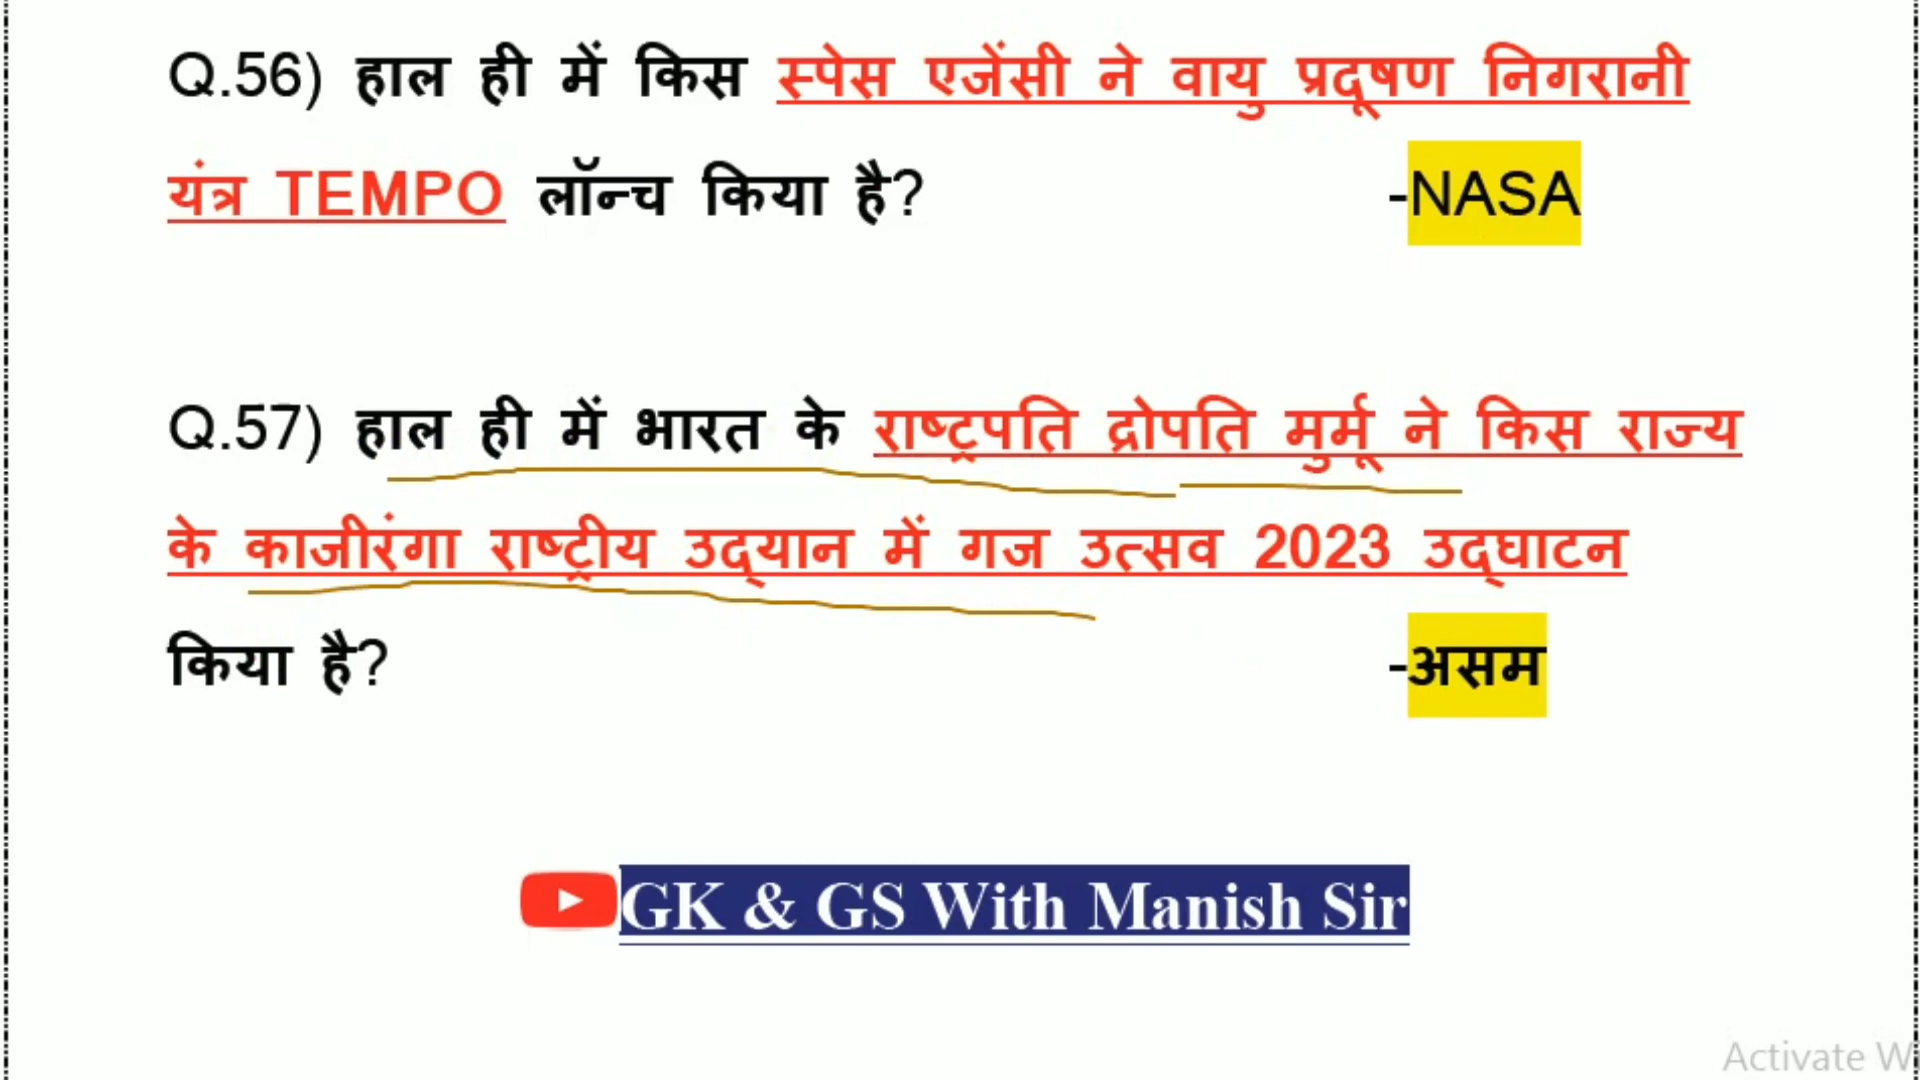 Q.56) हाल ही में किस स्पेस एजेंसी ने वायु प्रदूषण निगरानी
यंत्र TEMPO लॉन्च किया है? -NASA
Q.57) हाल ही में भारत के राष्ट्रपति द्रोपति मुर्मू ने किस राज्य
के काजीरंगा राष्ट्रीय उद्यान में गज उत्सव 2023 उद्घाटन
किया है? -असम
GK & GS With Manish Sir
Activate W